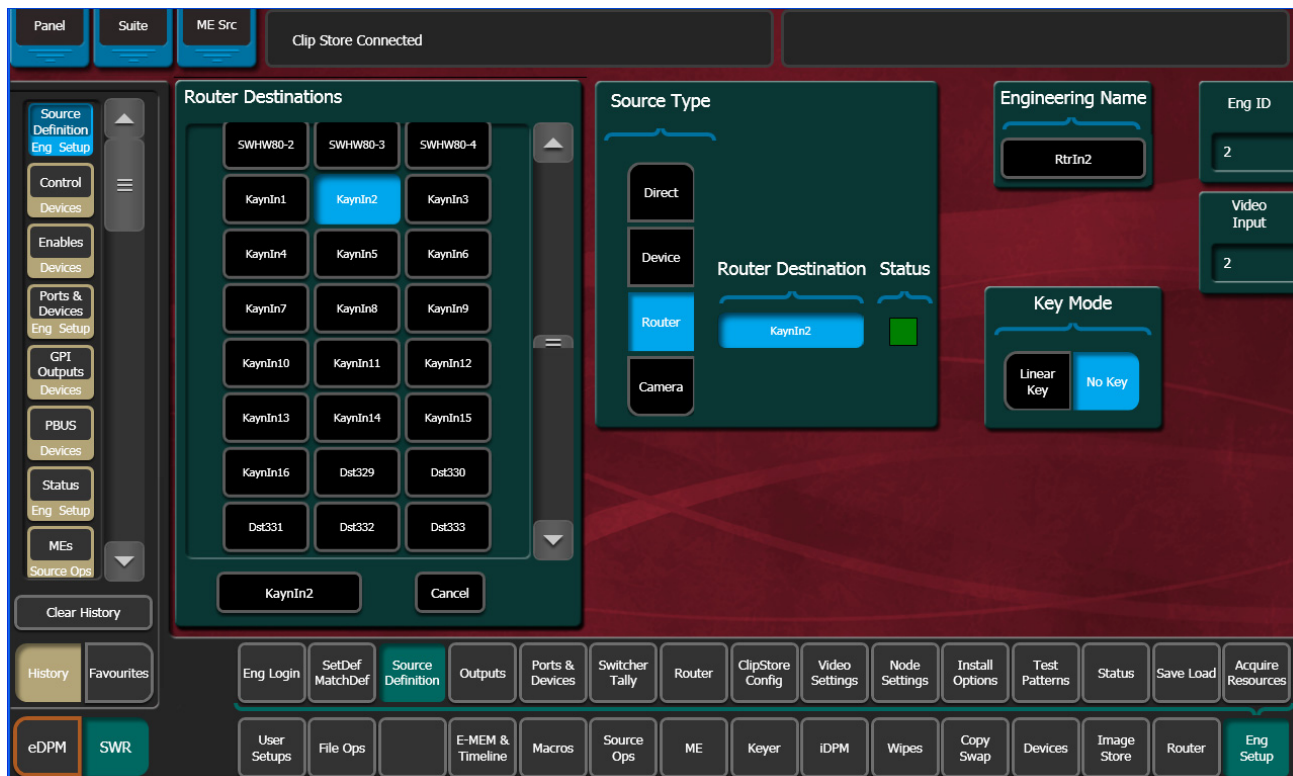 Panel
Suite
ME Src
Clip Store Connected
Source
Definition
Eng Setup
Control
Devices
Enables
Devices
Ports &
Devices
Eng Setup
GPI
Outputs
Devices
PBUS
Devices
Status
Eng Setup
MEs
Source Ops
Clear History
History
Favourites
eDPM
SWR
Router Destinations
SWHW80-2
SWHW80-3
SWHW80-4
KaynIn1
KaynIn2
KaynIn3
KaynIn4
KaynIn5
KaynIn6
KaynIn7
KaynIn8
KaynIn9
KaynIn10
KaynIn11
KaynIn12
KaynIn13
KaynIn14
KaynIn15
KaynIn16
Dst329
Dst330
Dst331
Dst332
Dst333
KaynIn2
Cancel
Source Type
Direct
Device
Router
Camera
Router Destination
Status
KaynIn2
Engineering Name
RtrIn2
Eng ID
2
Video
Input
2
Key Mode
Linear
Key
No Key
Eng Login
SetDef
MatchDef
Source
Definition
Outputs
Ports &
Devices
Switcher
Tally
Router
ClipStore
Config
Video
Settings
Node
Settings
Install
Options
Test
Patterns
Status
Save Load
Acquire
Resources
User
Setups
File Ops
E-MEM &
Timeline
Macros
Source
Ops
ME
Keyer
iDPM
Wipes
Copy
Swap
Devices
Image
Store
Router
Eng
Setup